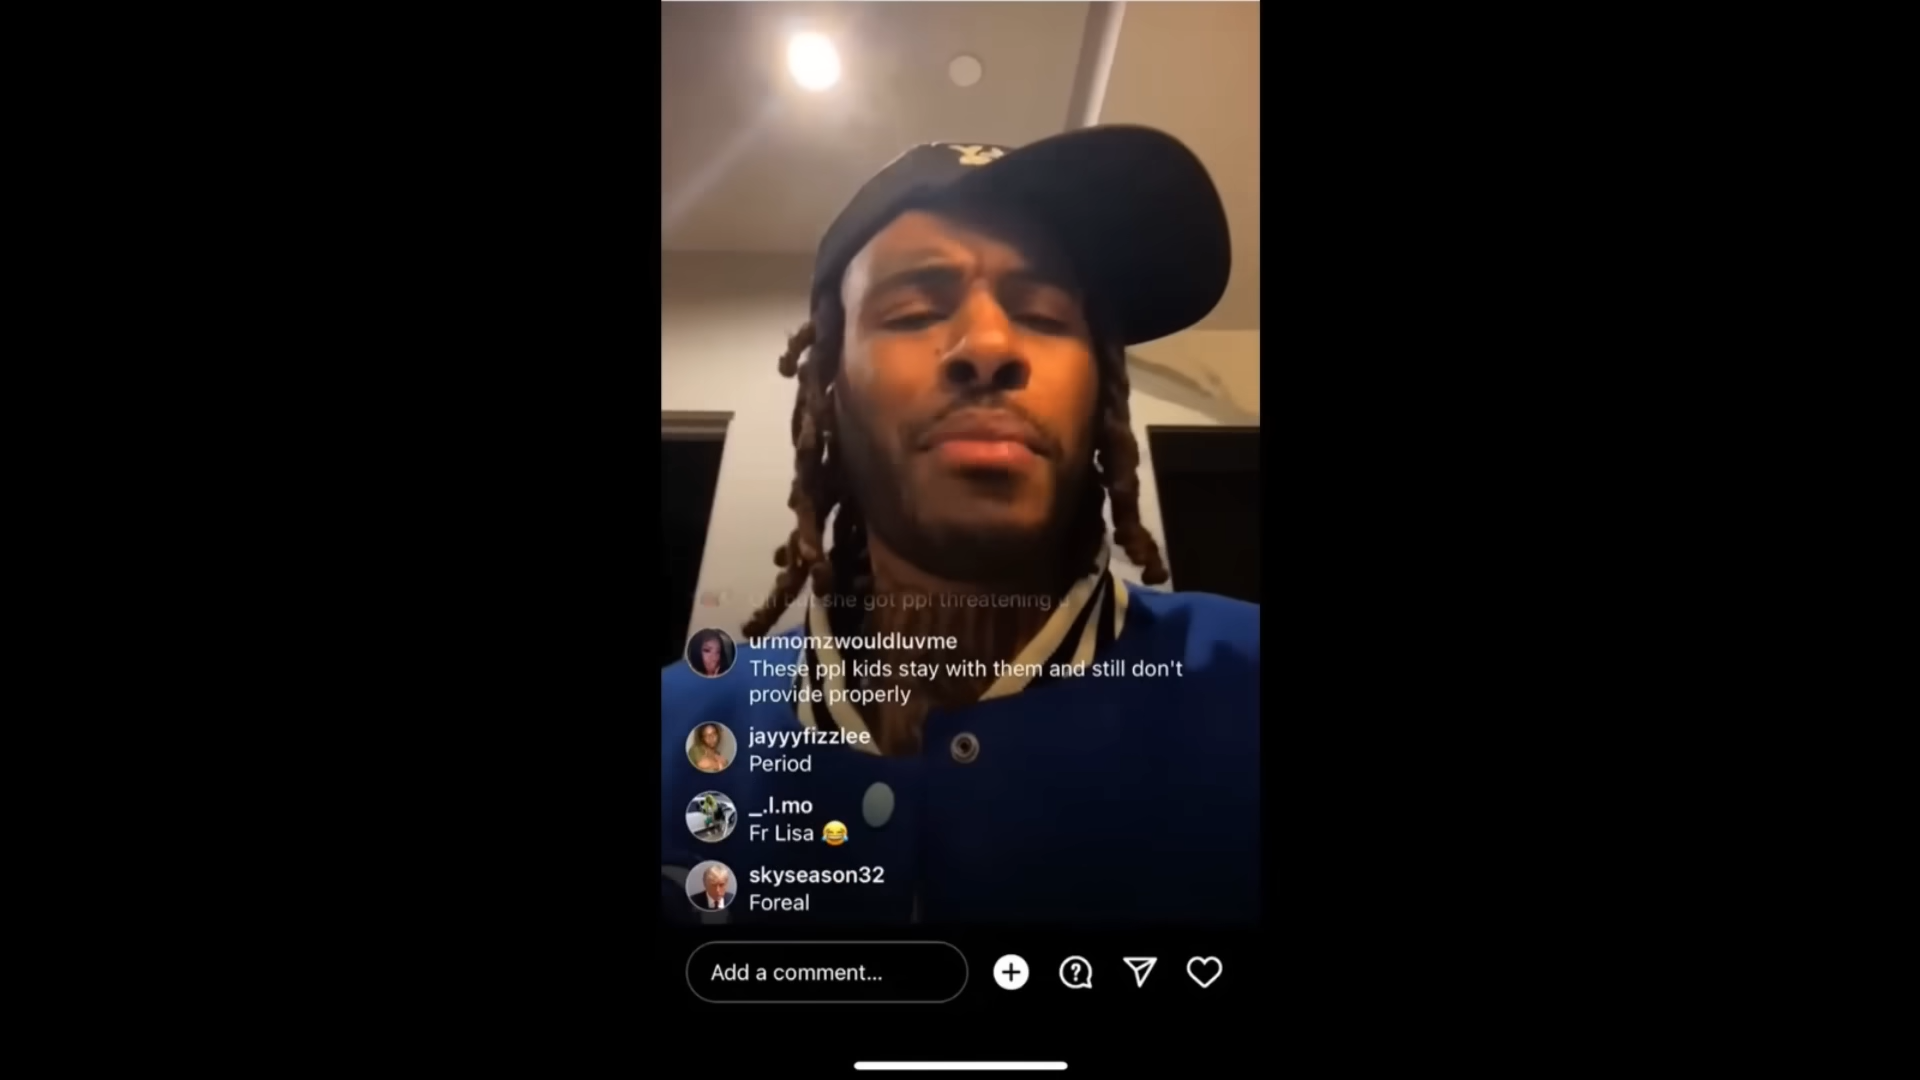 but she got ppl threatening u
urmomzwouldluvme
These ppl kids stay with them and still don't
provide properly
jayyyfizzlee
Period
_.l.mo
Fr Lisa 😂
skyseason32
Foreal
Add a comment...